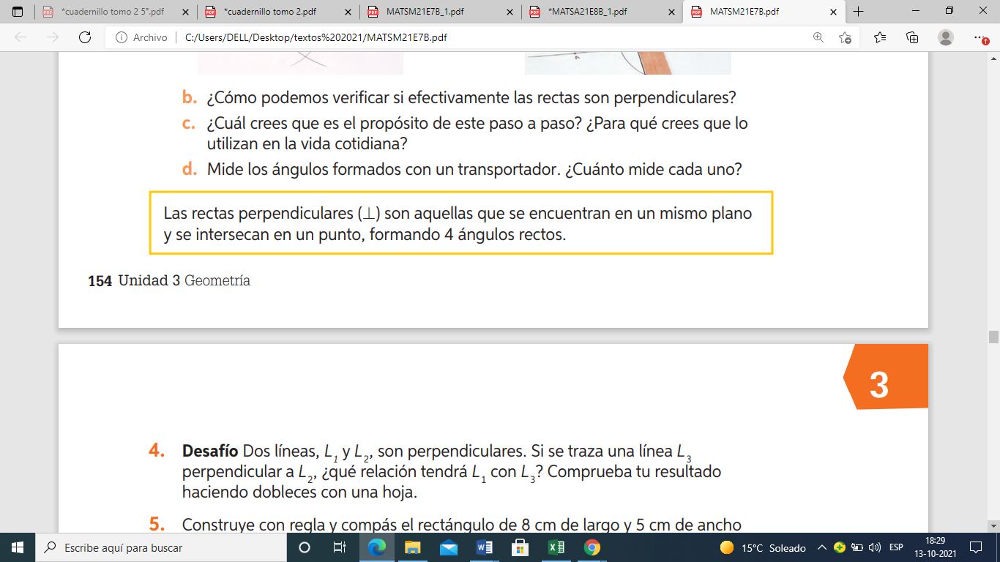 *cuadernillo tomo 2 5°.pdf
*cuadernillo tomo 2.pdf
MATSM21E7B_1.pdf
*MATSA21E8B_1.pdf
MATSM21E7B.pdf
Archivo
C:/Users/DELL/Desktop/textos%202021/MATSM21E7B.pdf
b. ¿Cómo podemos verificar si efectivamente las rectas son perpendiculares?
c. ¿Cuál crees que es el propósito de este paso a paso? ¿Para qué crees que lo
utilizan en la vida cotidiana?
d. Mide los ángulos formados con un transportador. ¿Cuánto mide cada uno?
Las rectas perpendiculares (⊥) son aquellas que se encuentran en un mismo plano
y se intersecan en un punto, formando 4 ángulos rectos.
154 Unidad 3 Geometría
3
4. Desafío Dos líneas, L₁ y L₂, son perpendiculares. Si se traza una línea L₃
perpendicular a L₂, ¿qué relación tendrá L₁ con L₃? Comprueba tu resultado
haciendo dobleces con una hoja.
5. Construye con regla y compás el rectángulo de 8 cm de largo y 5 cm de ancho
Escribe aquí para buscar
15°C Soleado
ESP
18:29
13-10-2021